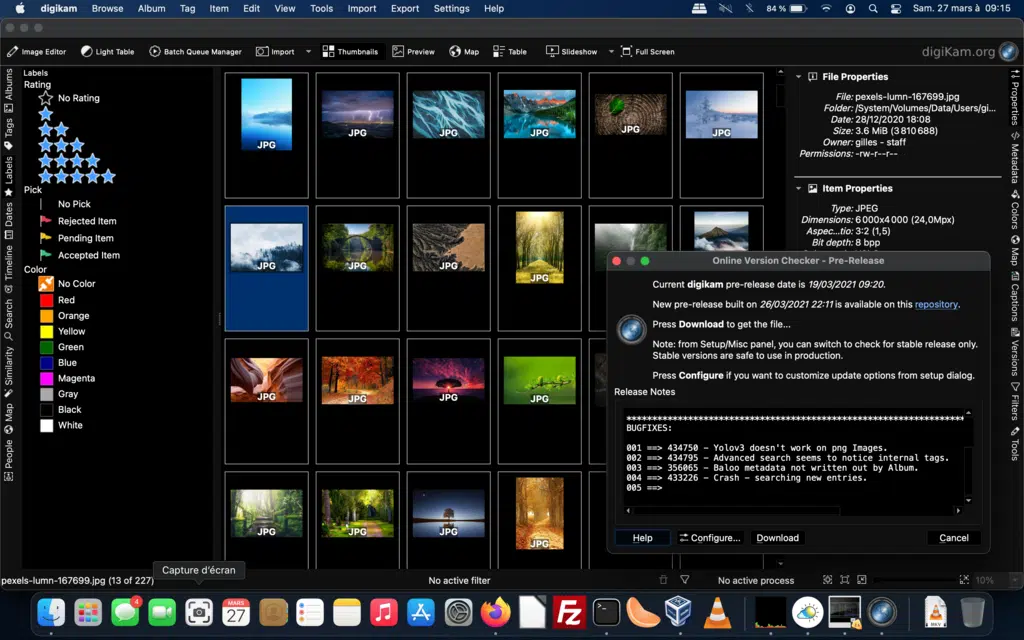 digikam Browse Album Tag Item Edit View Tools Import Export Settings Help 84 % Sam. 27 mars à 09:15
Image Editor Light Table Batch Queue Manager Import Thumbnails Preview Map Table Slideshow Full Screen digiKam.org
Albums
Tags
Labels
Dates
Timeline
Search
Similarity
Map
People
Labels
Rating
No Rating
Pick
No Pick
Rejected Item
Pending Item
Accepted Item
Color
No Color
Red
Orange
Yellow
Green
Blue
Magenta
Gray
Black
White
JPG JPG JPG JPG JPG JPG
JPG JPG JPG JPG
JPG JPG JPG JPG
JPG JPG JPG JPG
File Properties
File: pexels-lumn-167699.jpg
Folder: /System/Volumes/Data/Users/gi...
Date: 28/12/2020 18:08
Size: 3.6 MiB (3 810 688)
Owner: gilles - staff
Permissions: -rw-r--r--
Item Properties
Type: JPEG
Dimensions: 6 000x4 000 (24,0Mpx)
Aspec...tio: 3:2 (1,5)
Bit depth: 8 bpp
Properties
Metadata
Colors
Map
Captions
Versions
Filters
Tools
Online Version Checker - Pre-Release
Current digikam pre-release date is 19/03/2021 09:20.
New pre-release built on 26/03/2021 22:11 is available on this repository.
Press Download to get the file...
Note: from Setup/Misc panel, you can switch to check for stable release only.
Stable versions are safe to use in production.
Press Configure if you want to customize update options from setup dialog.
Release Notes
BUGFIXES:
001 ==> 434750 - Yolov3 doesn't work on png Images.
002 ==> 434795 - Advanced search seems to notice internal tags.
003 ==> 356065 - Baloo metadata not written out by Album.
004 ==> 433226 - Crash - searching new entries.
005 ==>
Help Configure... Download Cancel
Capture d'écran
pexels-lumn-167699.jpg (13 of 227) No active filter No active process 10%
4
MARS
27